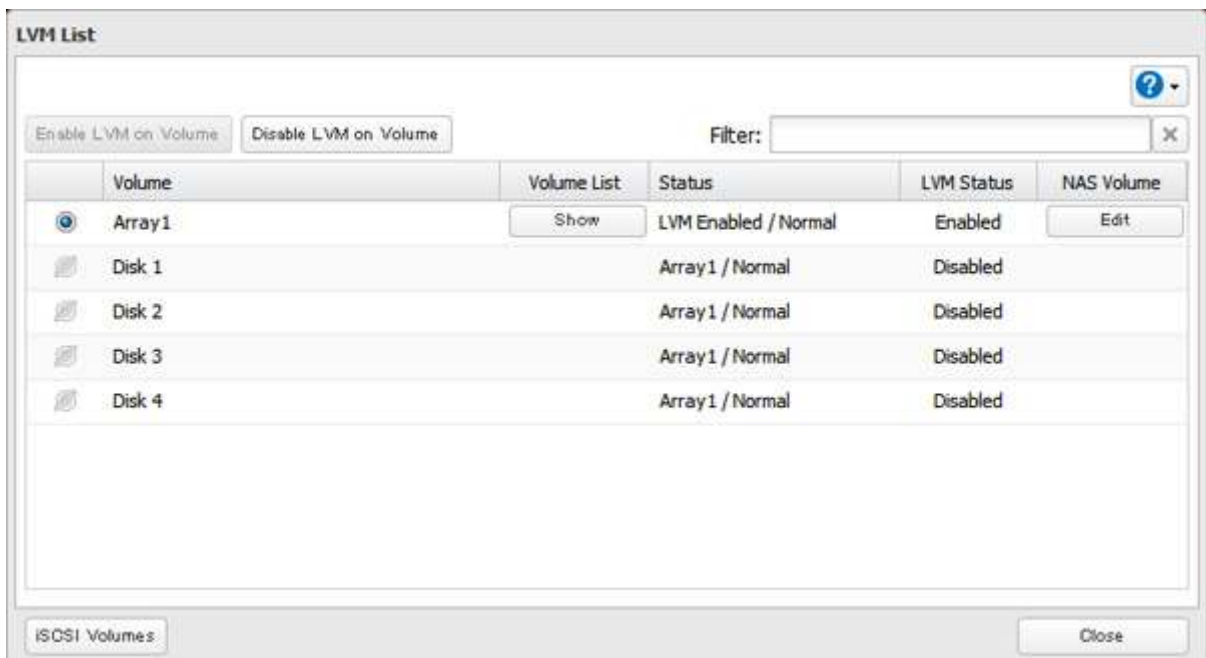 LVM List
?
Enable LVM on Volume Disable LVM on Volume Filter:
Volume Volume List Status LVM Status NAS Volume
Array1 Show LVM Enabled / Normal Enabled Edit
Disk 1 Array1 / Normal Disabled
Disk 2 Array1 / Normal Disabled
Disk 3 Array1 / Normal Disabled
Disk 4 Array1 / Normal Disabled
iSCSI Volumes Close